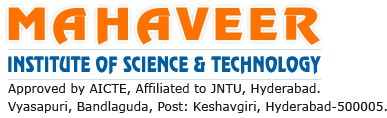 MAHAVEER
INSTITUTE OF SCIENCE & TECHNOLOGY
Approved by AICTE, Affiliated to JNTU, Hyderabad.
Vyasapuri, Bandlaguda, Post: Keshavgiri, Hyderabad-500005.